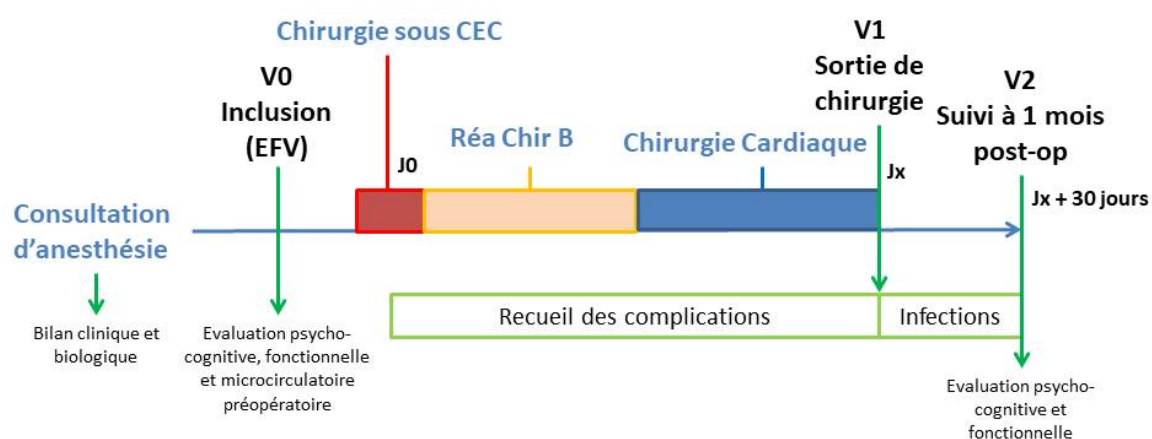 Chirurgie sous CEC
V0
Inclusion
(EFV)
J0
Réa Chir B
Chirurgie Cardiaque
V1
Sortie de
chirurgie
Jx
V2
Suivi à 1 mois
post-op
Jx + 30 jours
Consultation
d’anesthésie
Bilan clinique et
biologique
Evaluation psycho-
cognitive, fonctionnelle
et microcirculatoire
préopératoire
Recueil des complications
Infections
Evaluation psycho-
cognitive et
fonctionnelle